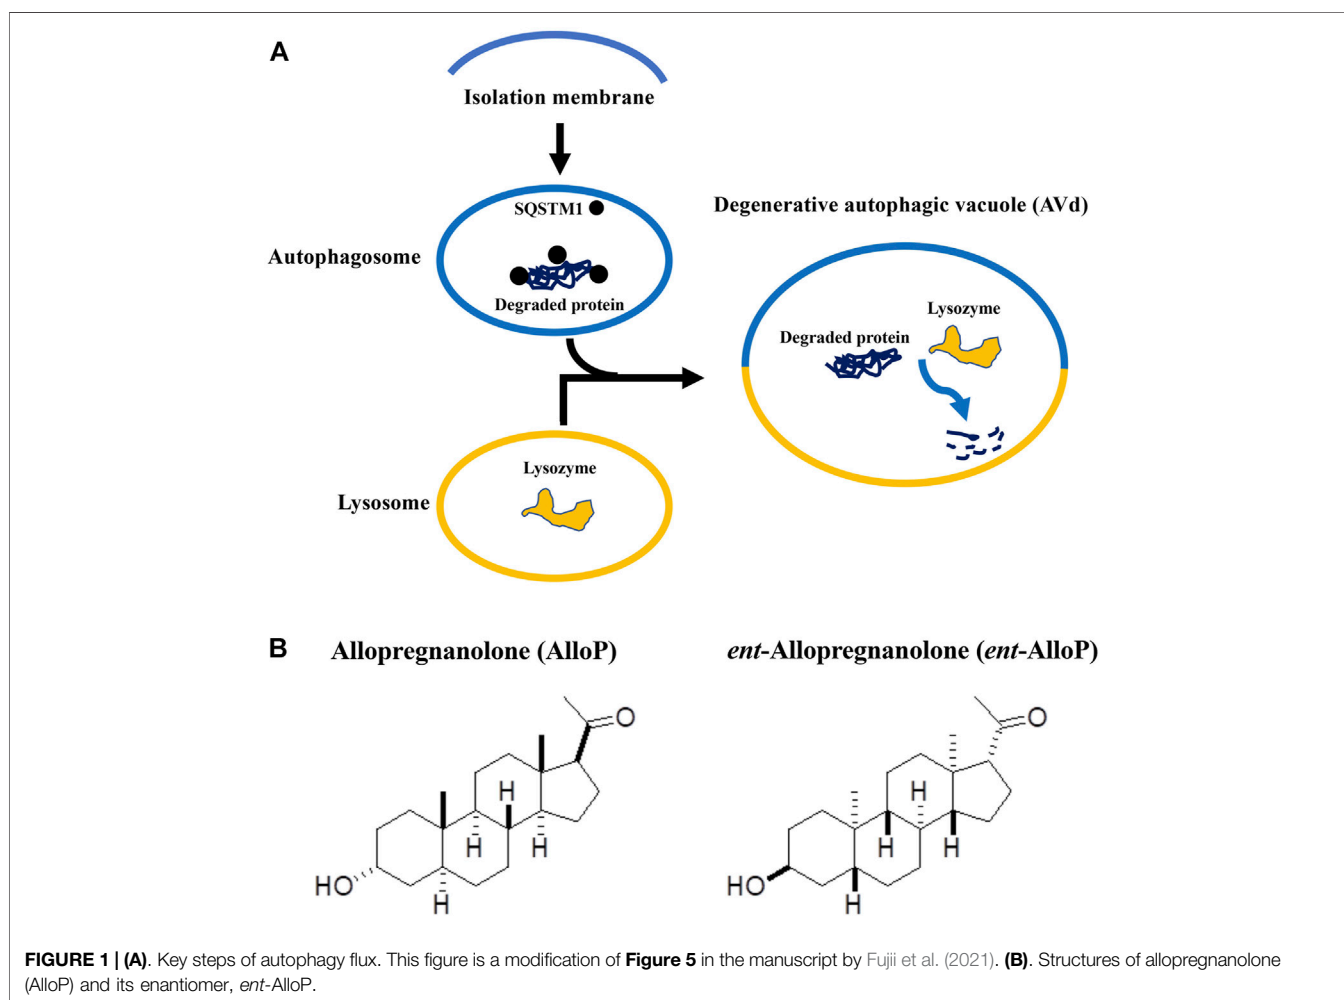 A
Isolation membrane
SQSTM1
Autophagosome
Degraded protein
Degenerative autophagic vacuole (AVd)
Lysozyme
Degraded protein
Lysozyme
Lysosome
B
Allopregnanolone (AlloP)
ent-Allopregnanolone (ent-AlloP)
O
H
H
H
HO
H
O
H
H
H
HO
H
FIGURE 1 | (A). Key steps of autophagy flux. This figure is a modification of Figure 5 in the manuscript by Fujii et al. (2021). (B). Structures of allopregnanolone
(AlloP) and its enantiomer, ent-AlloP.